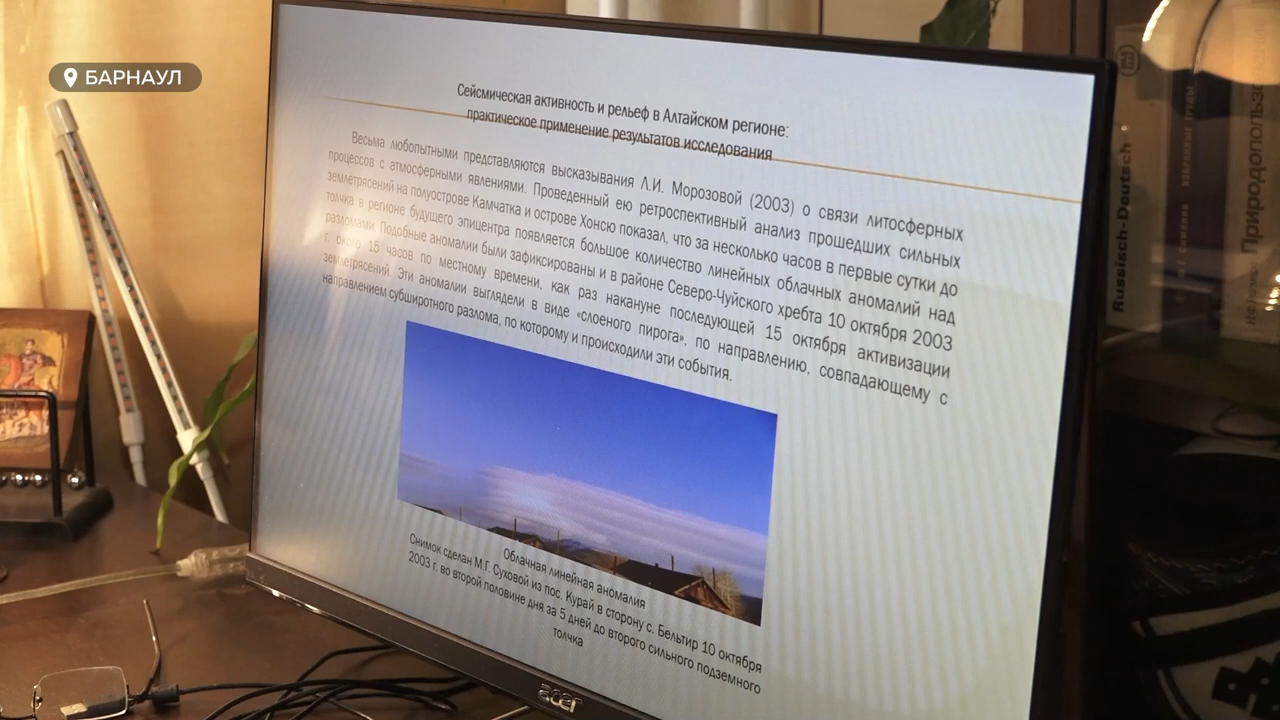 БАРНАУЛ
Сейсмическая активность и рельеф в Алтайском регионе:
практическое применение результатов исследования
Весьма любопытными представляются высказывания Л.И. Морозовой (2003) о связи литосферных
процессов с атмосферными явлениями. Проведенный ею ретроспективный анализ прошедших сильных
землетрясений на полуострове Камчатка и острове Хонсю показал, что за несколько часов в первые сутки до
толчка в регионе будущего эпицентра появляется большое количество линейных облачных аномалий над
разломами. Подобные аномалии были зафиксированы и в районе Северо-Чуйского хребта 10 октября 2003
г. около 15 часов по местному времени, как раз накануне последующей 15 октября активизации
землетрясений. Эти аномалии выглядели в виде «слоеного пирога», по направлению, совпадающему с
направлением субширотного разлома, по которому и происходили эти события.
Облачная линейная аномалия
Снимок сделан М.Г. Суховой из пос. Курай в сторону с. Бельтир 10 октября
2003 г. во второй половине дня за 5 дней до второго сильного подземного
толчка
acer
Russisch-Deutsch
ИЗБРАННЫЕ ТРУДЫ
Природопользо